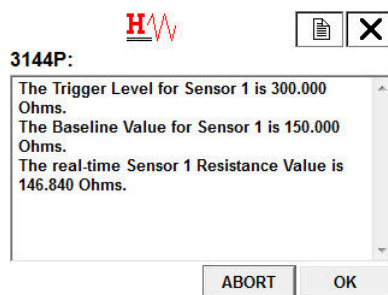 H
3144P:
The Trigger Level for Sensor 1 is 300.000
Ohms.
The Baseline Value for Sensor 1 is 150.000
Ohms.
The real-time Sensor 1 Resistance Value is
146.840 Ohms.
ABORT OK